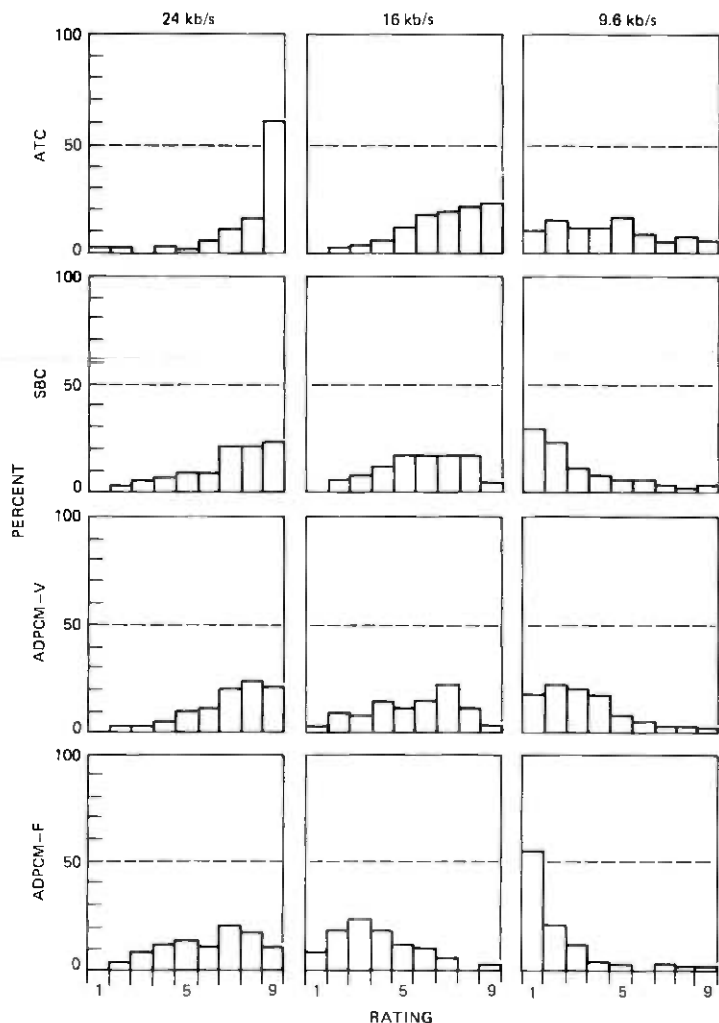 24 kb/s 16 kb/s 9.6 kb/s
100
50
0
ATC
100
50
0
SBC
PERCENT
100
50
0
ADPCM-V
100
50
0
ADPCM-F
1 5 9 1 5 9 1 5 9
RATING